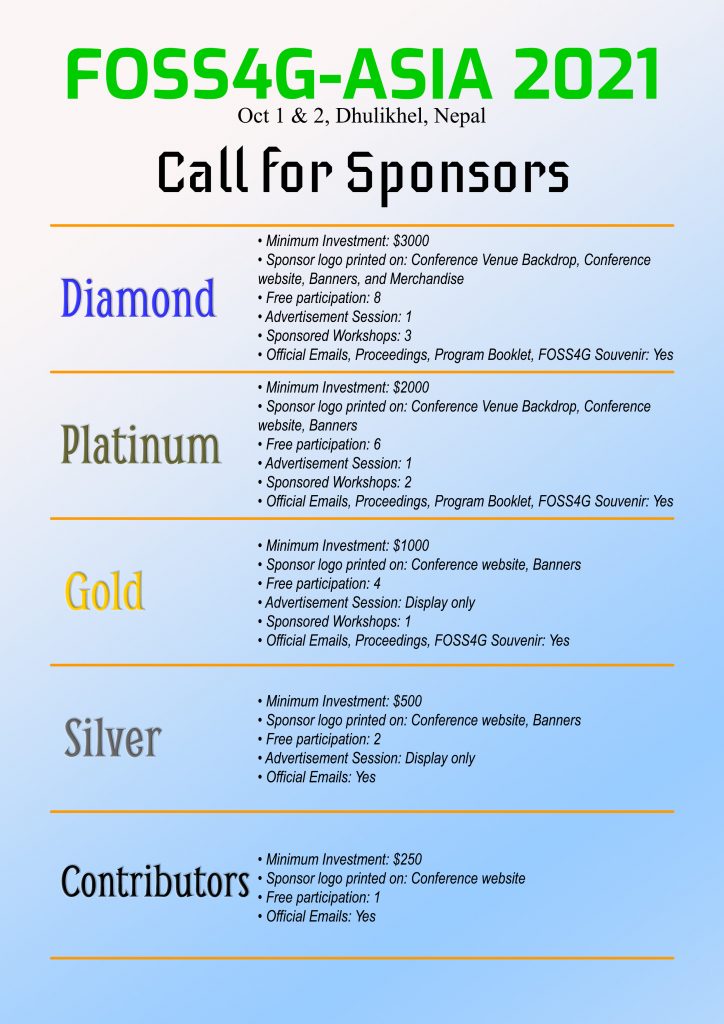 FOSS4G-ASIA 2021
Oct 1 & 2, Dhulikhel, Nepal
Call for Sponsors
Diamond
• Minimum Investment: $3000
• Sponsor logo printed on: Conference Venue Backdrop, Conference
website, Banners, and Merchandise
• Free participation: 8
• Advertisement Session: 1
• Sponsored Workshops: 3
• Official Emails, Proceedings, Program Booklet, FOSS4G Souvenir: Yes
Platinum
• Minimum Investment: $2000
• Sponsor logo printed on: Conference Venue Backdrop, Conference
website, Banners
• Free participation: 6
• Advertisement Session: 1
• Sponsored Workshops: 2
• Official Emails, Proceedings, Program Booklet, FOSS4G Souvenir: Yes
Gold
• Minimum Investment: $1000
• Sponsor logo printed on: Conference website, Banners
• Free participation: 4
• Advertisement Session: Display only
• Sponsored Workshops: 1
• Official Emails, Proceedings, FOSS4G Souvenir: Yes
Silver
• Minimum Investment: $500
• Sponsor logo printed on: Conference website, Banners
• Free participation: 2
• Advertisement Session: Display only
• Official Emails: Yes
Contributors
• Minimum Investment: $250
• Sponsor logo printed on: Conference website
• Free participation: 1
• Official Emails: Yes